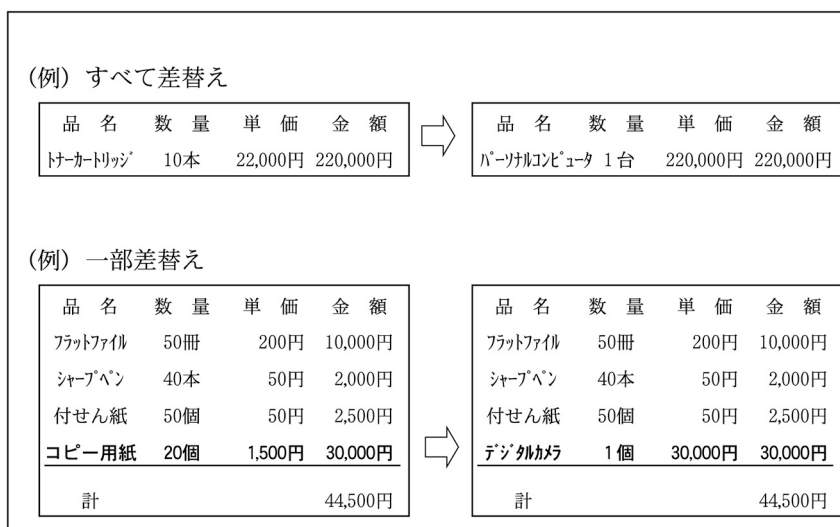 (例) すべて差替え
品 名 数 量 単 価 金 額
ﾄﾅｰｶｰﾄﾘｯｼﾞ 10本 22,000円 220,000円
品 名 数 量 単 価 金 額
ﾊﾟｰｿﾅﾙｺﾝﾋﾟｭｰﾀ 1台 220,000円 220,000円
(例) 一部差替え
品 名 数 量 単 価 金 額
ﾌﾗｯﾄﾌｧｲﾙ 50冊 200円 10,000円
ｼｬｰﾌﾟﾍﾟﾝ 40本 50円 2,000円
付せん紙 50個 50円 2,500円
コピー用紙 20個 1,500円 30,000円
計 44,500円
品 名 数 量 単 価 金 額
ﾌﾗｯﾄﾌｧｲﾙ 50冊 200円 10,000円
ｼｬｰﾌﾟﾍﾟﾝ 40本 50円 2,000円
付せん紙 50個 50円 2,500円
ﾃﾞｼﾞﾀﾙｶﾒﾗ 1個 30,000円 30,000円
計 44,500円